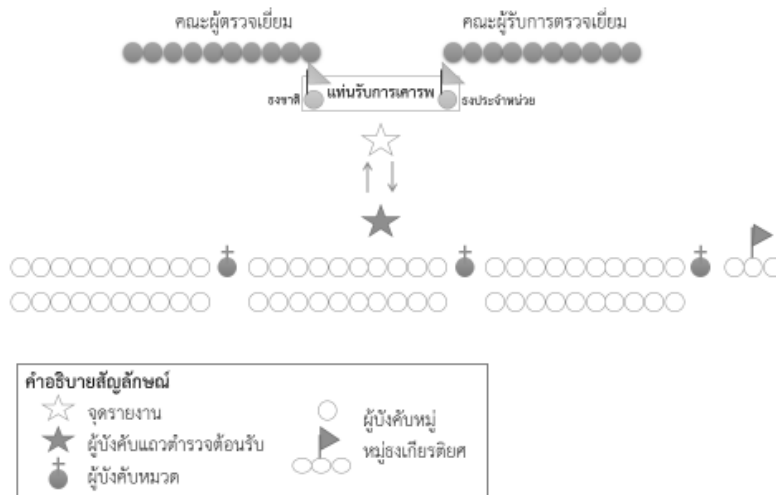 คณะผู้ตรวจเยี่ยม
คณะผู้รับการตรวจเยี่ยม
แท่นรับการเคารพ
ธงชาติ
ธงประจำหน่วย
คำอธิบายสัญลักษณ์
จุดรายงาน
ผู้บังคับแถวตำรวจต้อนรับ
ผู้บังคับหมวด
ผู้บังคับหมู่
หมู่ธงเกียรติยศ